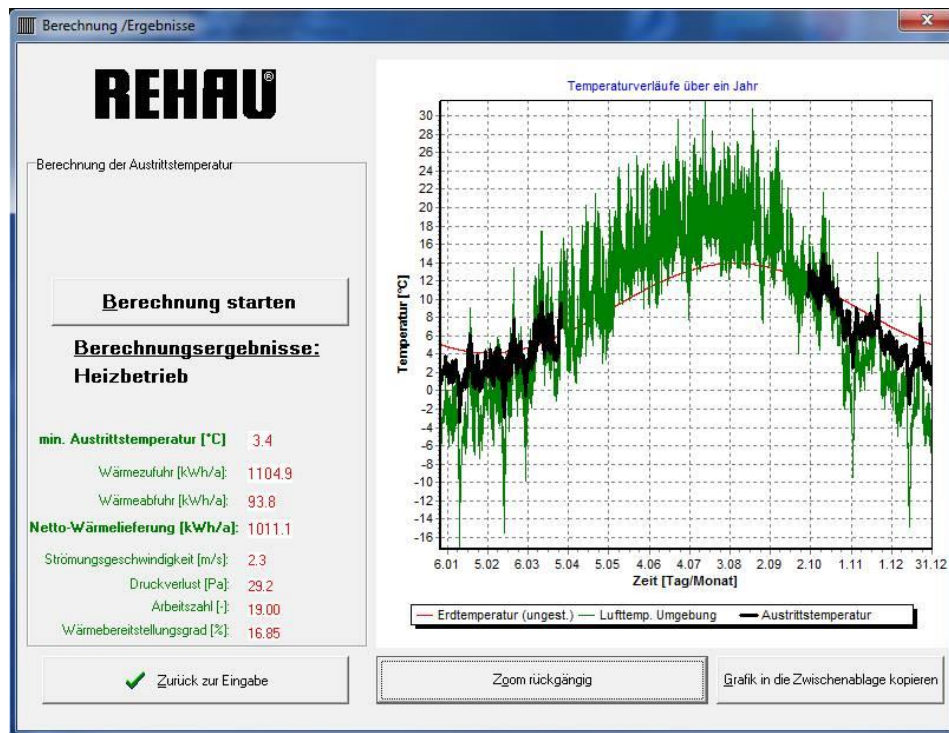 Berechnung /Ergebnisse
REHAU®
Berechnung der Austrittstemperatur
Berechnung starten
Berechnungsergebnisse:
Heizbetrieb
min. Austrittstemperatur [°C] 3.4
Wärmezufuhr [kWh/a]: 1104.9
Wärmeabfuhr [kWh/a]: 93.8
Netto-Wärmelieferung [kWh/a]: 1011.1
Strömungsgeschwindigkeit [m/s]: 2.3
Druckverlust [Pa]: 29.2
Arbeitszahl [-]: 19.00
Wärmebereitstellungsgrad [%]: 16.85
Zurück zur Eingabe
Temperaturverläufe über ein Jahr
Temperatur [°C]
30
28
26
24
22
20
18
16
14
12
10
8
6
4
2
0
-2
-4
-6
-8
-10
-12
-14
-16
6.01 5.02 6.03 5.04 5.05 4.06 4.07 3.08 2.09 2.10 1.11 1.12 31.12
Zeit [Tag/Monat]
Erdtemperatur (ungest.) Lufttemp. Umgebung Austrittstemperatur
Zoom rückgängig
Grafik in die Zwischenablage kopieren